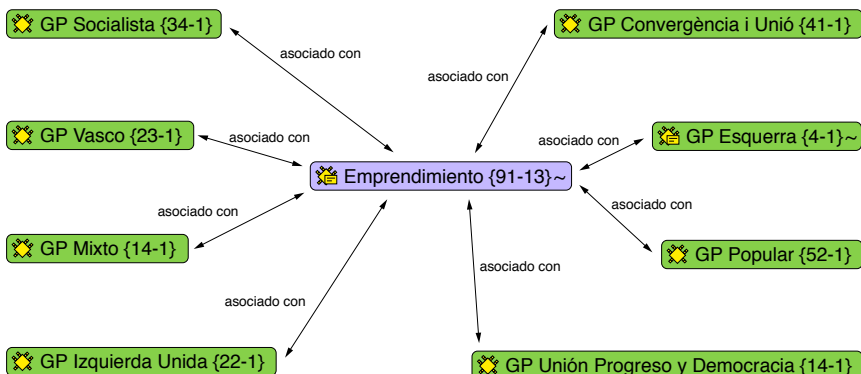 GP Socialista {34-1}
GP Convergència i Unió {41-1}
asociado con
asociado con
GP Vasco {23-1}
asociado con
asociado con
GP Esquerra {4-1}~
Emprendimiento {91-13}~
asociado con
asociado con
GP Mixto {14-1}
GP Popular {52-1}
asociado con
asociado con
GP Izquierda Unida {22-1}
GP Unión Progreso y Democracia {14-1}